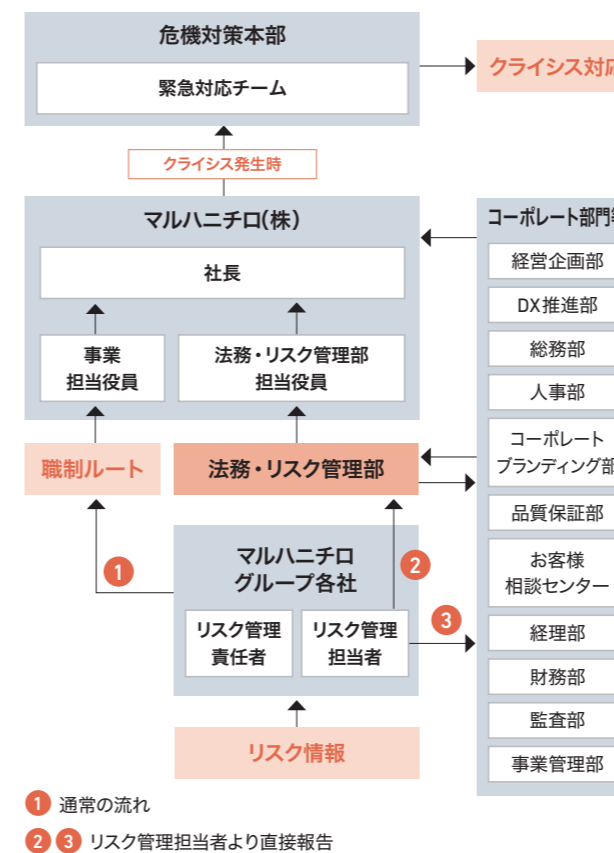 危機対策本部
緊急対応チーム
クライシス対応
クライシス発生時
マルハニチロ(株)
社長
事業
担当役員
法務・リスク管理部
担当役員
職制ルート
法務・リスク管理部
1
マルハニチロ
グループ各社
2
リスク管理
責任者
リスク管理
担当者
3
リスク情報
コーポレート部門等
経営企画部
DX推進部
総務部
人事部
コーポレート
ブランディング部
品質保証部
お客様
相談センター
経理部
財務部
監査部
事業管理部
1 通常の流れ
2 3 リスク管理担当者より直接報告